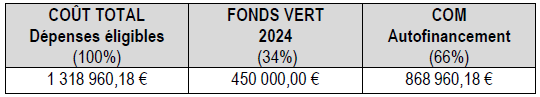 COÛT TOTAL
Dépenses éligibles
(100%)
FONDS VERT
2024
(34%)
COM
Autofinancement
(66%)
1 318 960,18 €
450 000,00 €
868 960,18 €